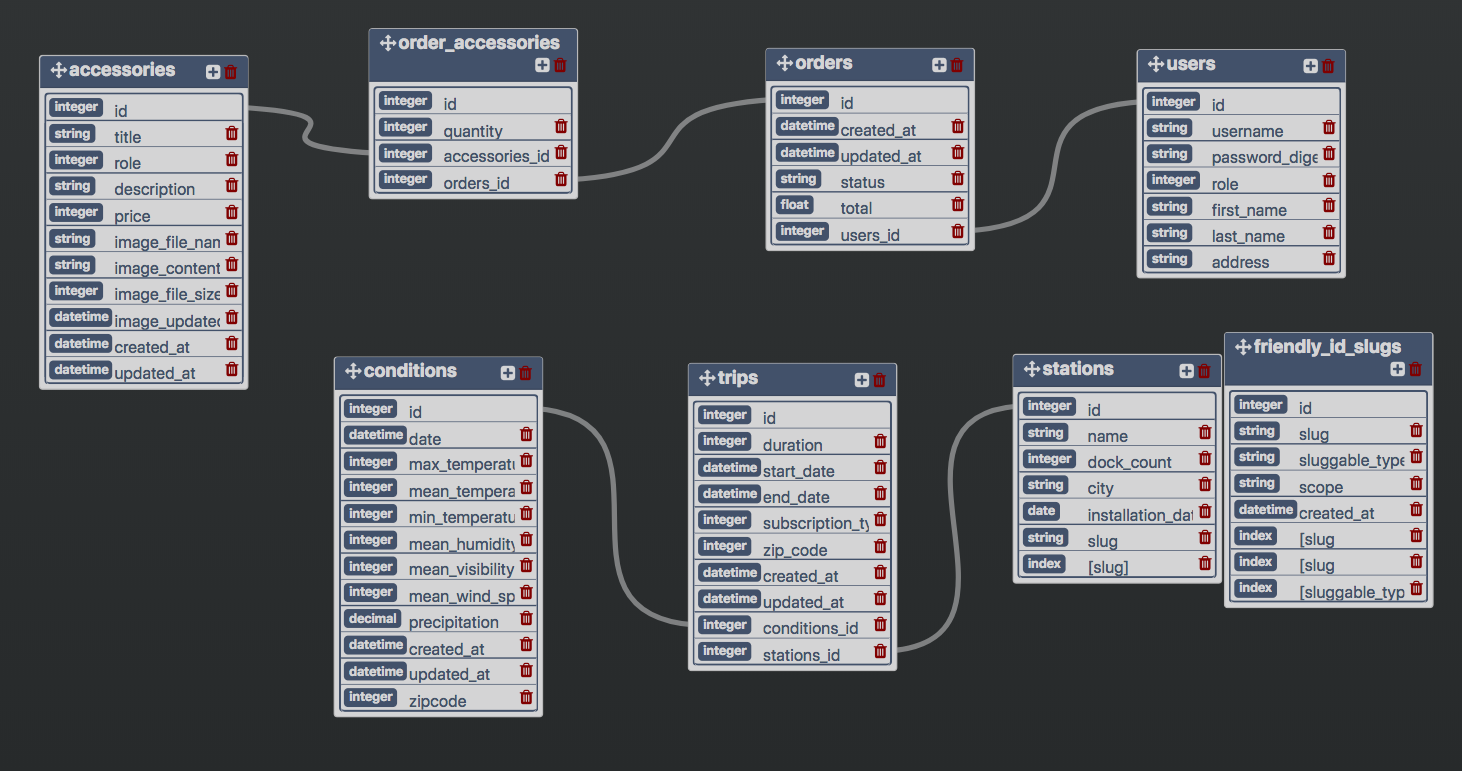 accessories
integer id
string title
integer role
string description
integer price
string image_file_nan
string image_content
integer image_file_size
datetime image_updated
datetime created_at
datetime updated_at
order_accessories
integer id
integer quantity
integer accessories_id
integer orders_id
orders
integer id
datetime created_at
datetime updated_at
string status
float total
integer users_id
users
integer id
string username
string password_dige
integer role
string first_name
string last_name
string address
conditions
integer id
datetime date
integer max_temperatu
integer mean_tempera
integer min_temperatu
integer mean_humidity
integer mean_visibility
integer mean_wind_sp
decimal precipitation
datetime created_at
datetime updated_at
integer zipcode
trips
integer id
integer duration
datetime start_date
datetime end_date
integer subscription_ty
integer zip_code
datetime created_at
datetime updated_at
integer conditions_id
integer stations_id
stations
integer id
string name
integer dock_count
string city
date installation_dat
string slug
index [slug]
friendly_id_slugs
integer id
string slug
string sluggable_type
string scope
datetime created_at
index [slug
index [slug
index [sluggable_typ